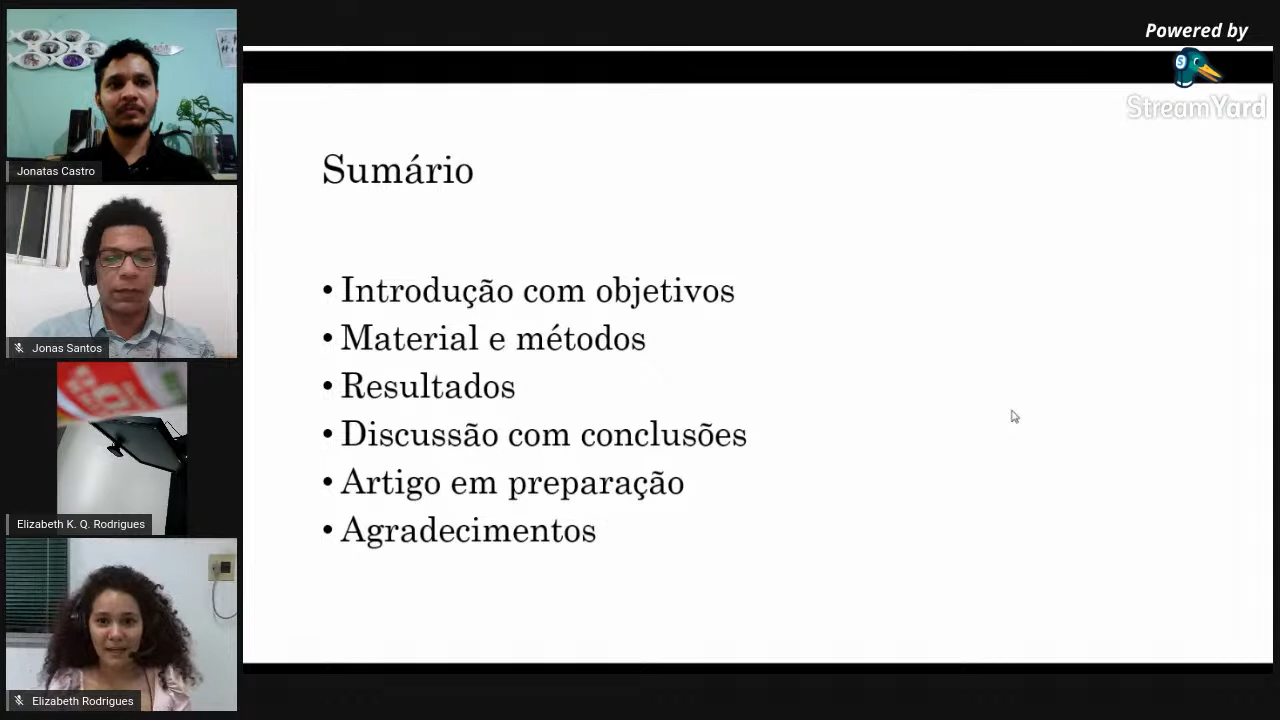 Powered by
StreamYard
Jonatas Castro
Jonas Santos
Elizabeth K. Q. Rodrigues
Elizabeth Rodrigues
Sumário
• Introdução com objetivos
• Material e métodos
• Resultados
• Discussão com conclusões
• Artigo em preparação
• Agradecimentos